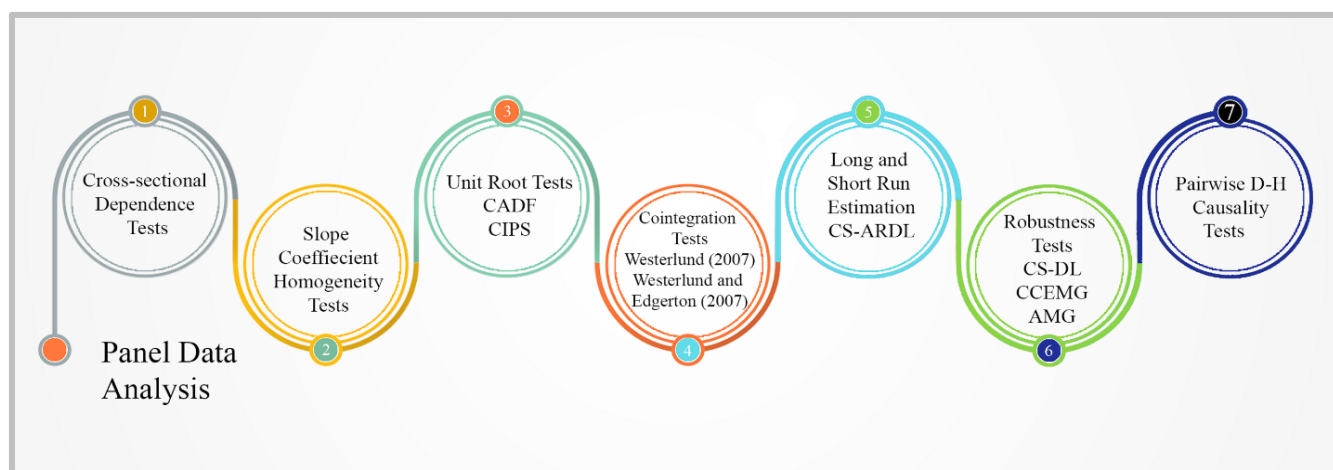 1
Cross-sectional
Dependence
Tests
Slope
Coeffiecient
Homogeneity
Tests
2
3
Unit Root Tests
CADF
CIPS
Cointegration
Tests
Westerlund (2007)
Westerlund and
Edgerton (2007)
4
5
Long and
Short Run
Estimation
CS-ARDL
Robustness
Tests
CS-DL
CCEMG
AMG
6
7
Pairwise D-H
Causality
Tests
Panel Data
Analysis